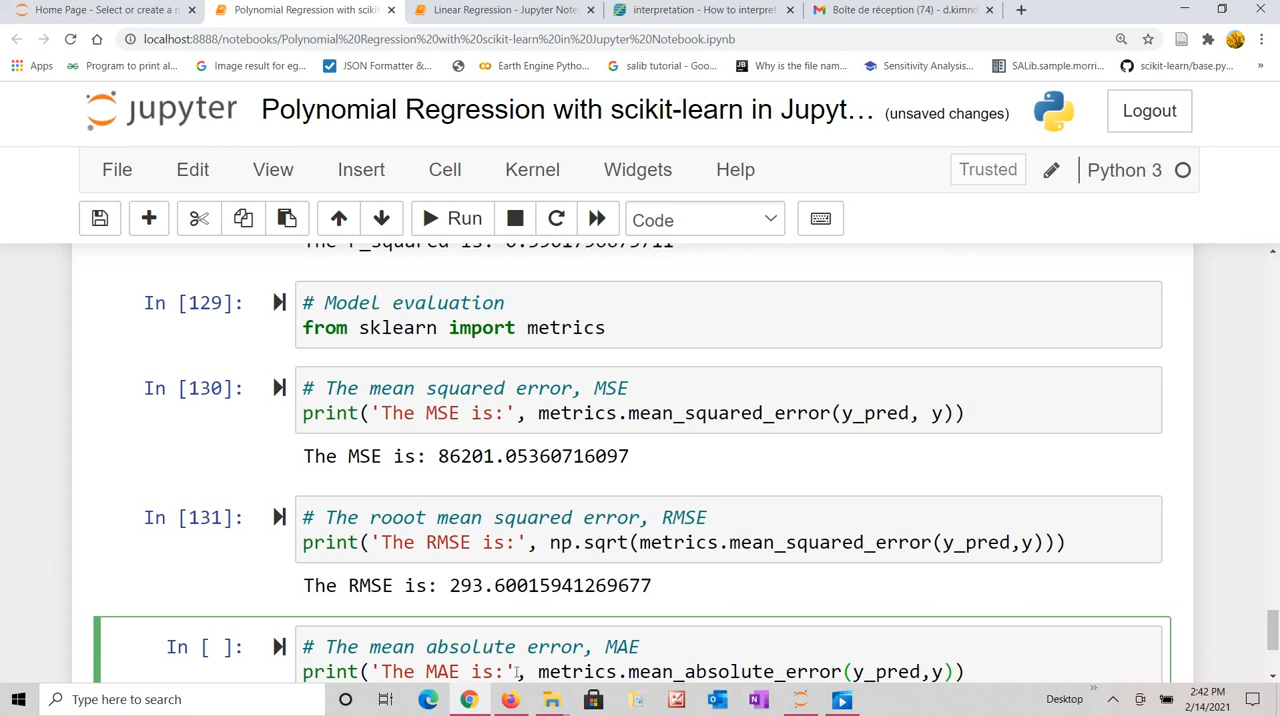 Home Page - Select or create a n
Polynomial Regression with scikit
Linear Regression - Jupyter Note
interpretation - How to interpret
Boîte de réception (74) - d.kimnd
localhost:8888/notebooks/Polynomial%20Regression%20with%20scikit-learn%20in%20Jupyter%20Notebook.ipynb
Apps
Program to print al...
Image result for eg...
JSON Formatter &...
Earth Engine Pytho...
salib tutorial - Goo...
Why is the file nam...
Sensitivity Analysis...
SALib.sample.morri...
scikit-learn/base.py...
»
jupyter
Polynomial Regression with scikit-learn in Jupyt... (unsaved changes)
Logout
File Edit View Insert Cell Kernel Widgets Help
Trusted
Python 3
Run
Code
In [129]:
# Model evaluation
from sklearn import metrics
In [130]:
# The mean squared error, MSE
print('The MSE is:', metrics.mean_squared_error(y_pred, y))
The MSE is: 86201.05360716097
In [131]:
# The rooot mean squared error, RMSE
print('The RMSE is:', np.sqrt(metrics.mean_squared_error(y_pred,y)))
The RMSE is: 293.60015941269677
In [ ]:
# The mean absolute error, MAE
print('The MAE is:', metrics.mean_absolute_error(y_pred,y))
Type here to search
Desktop
»
2:42 PM
2/14/2021